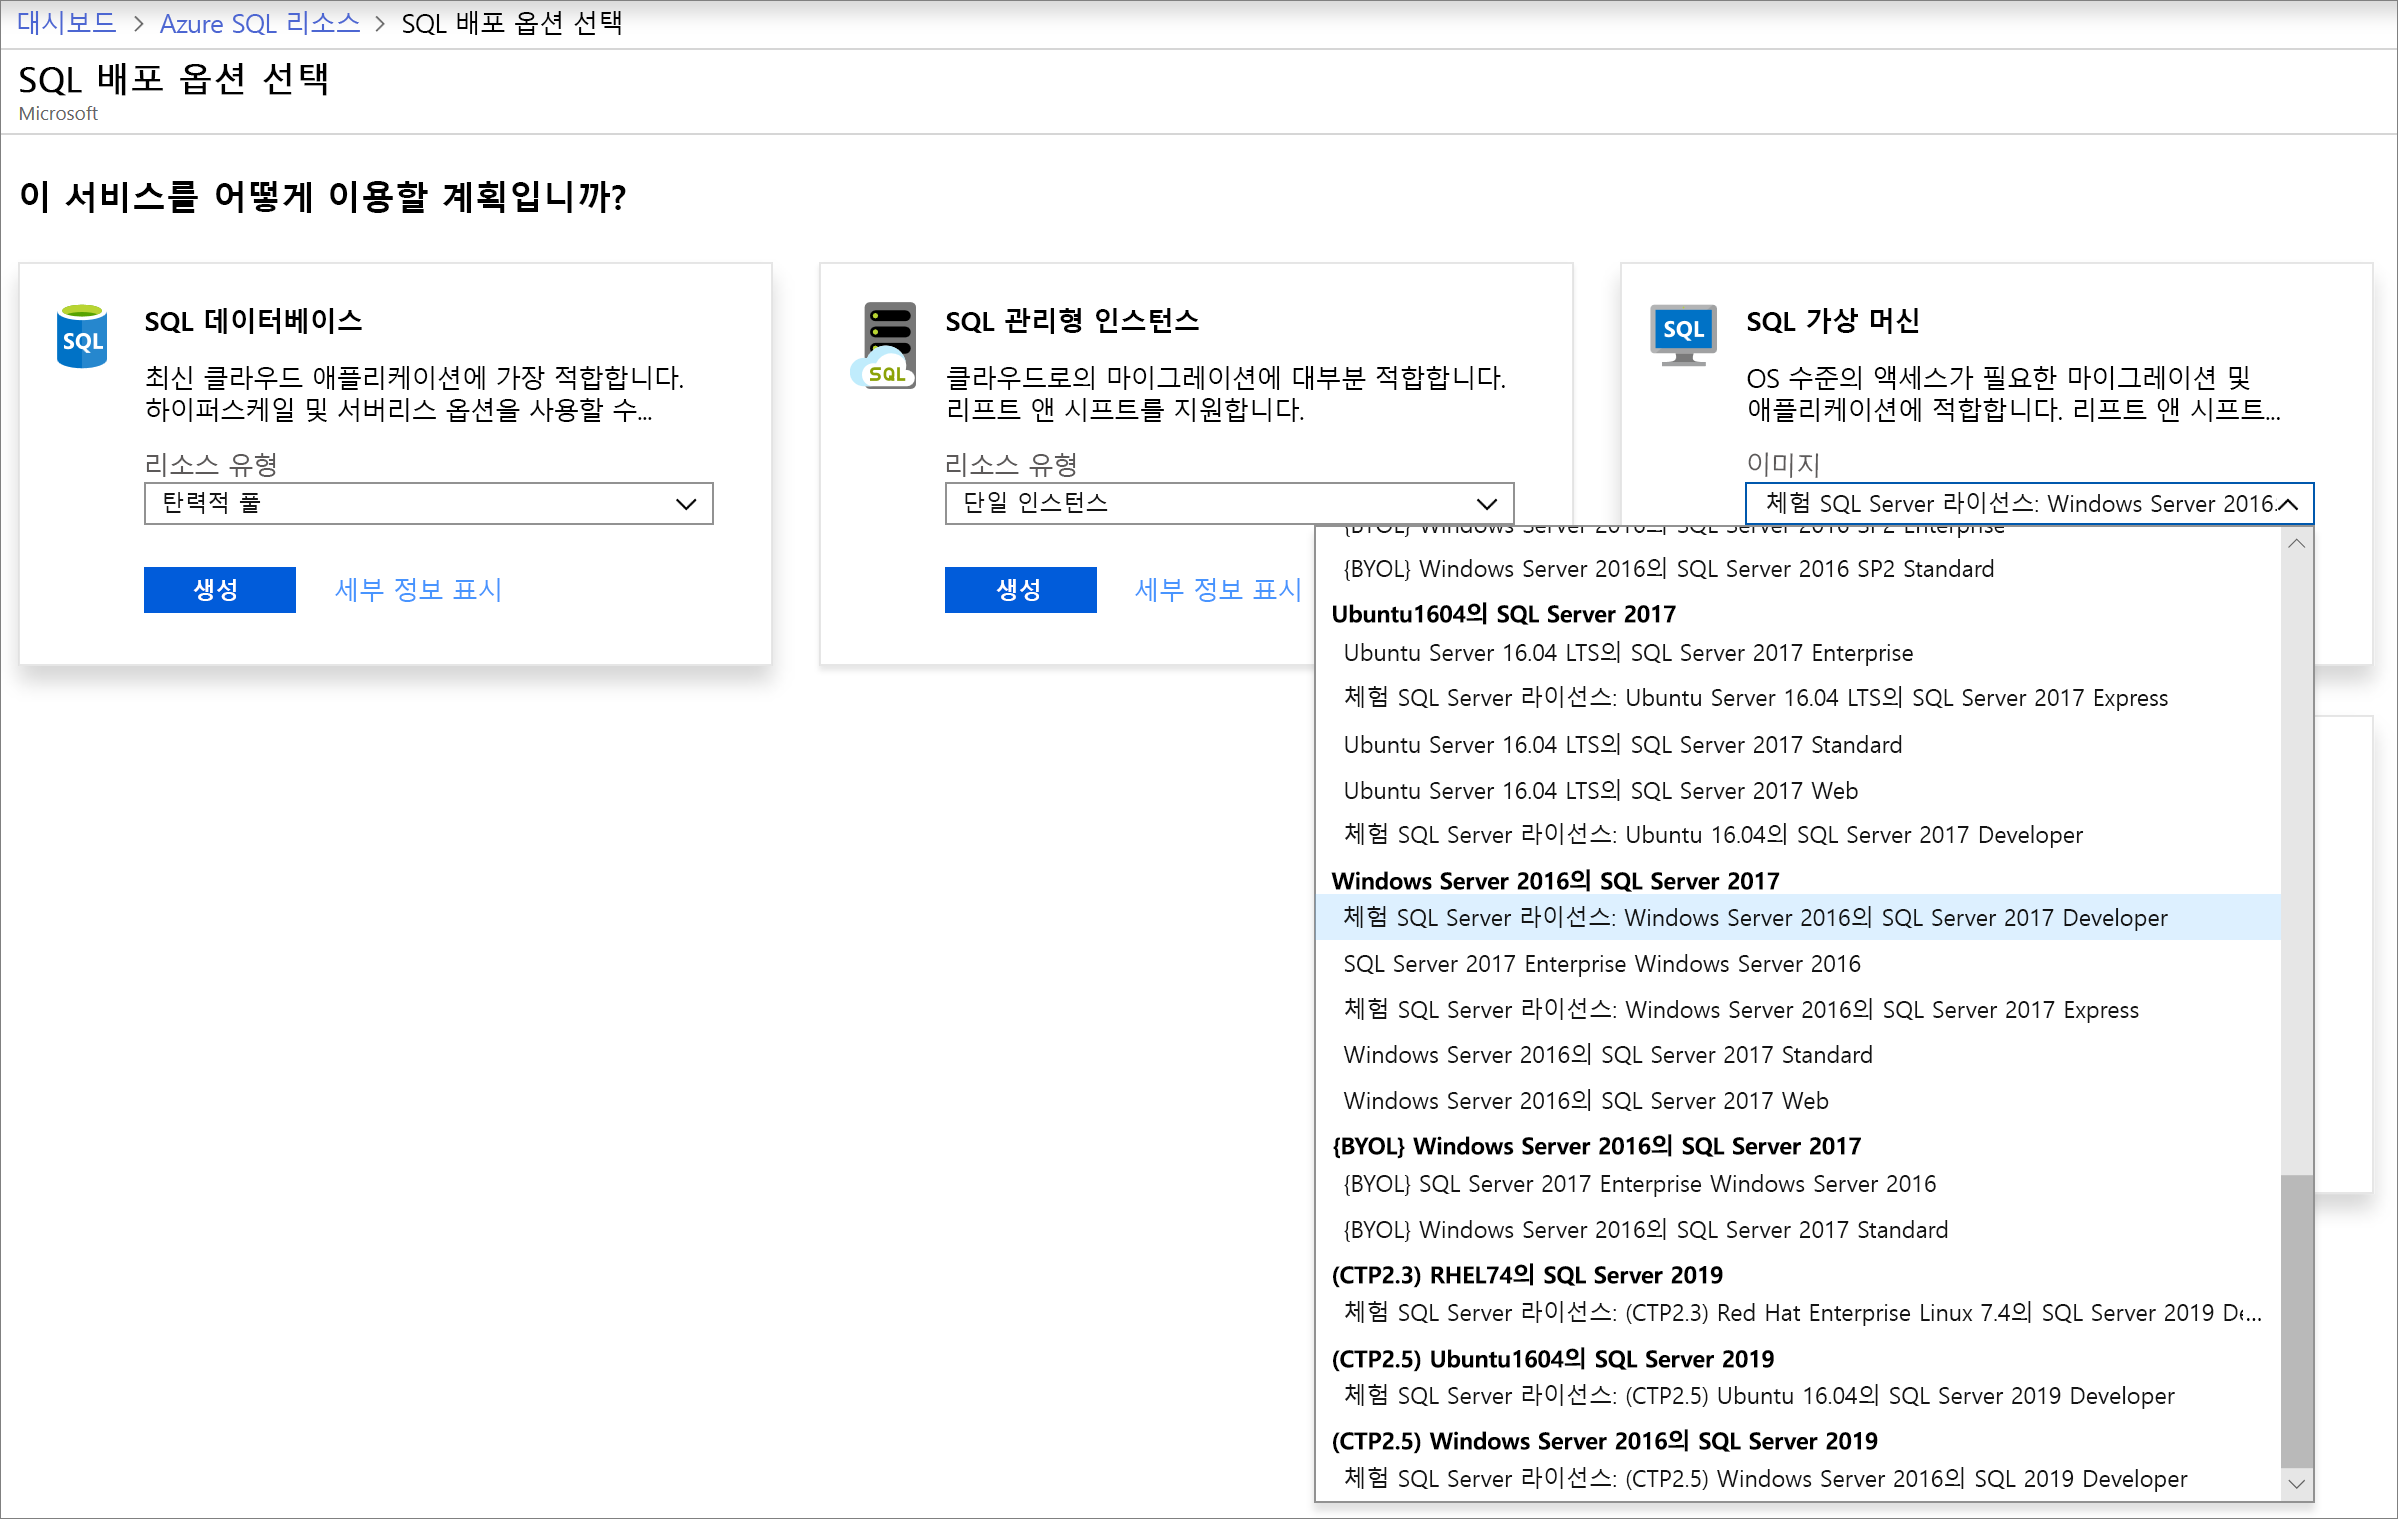 대시보드 > Azure SQL 리소스 > SQL 배포 옵션 선택
SQL 배포 옵션 선택
Microsoft
이 서비스를 어떻게 이용할 계획입니까?
SQL
SQL 데이터베이스
최신 클라우드 애플리케이션에 가장 적합합니다.
하이퍼스케일 및 서버리스 옵션을 사용할 수...
리소스 유형
탄력적 풀
생성
세부 정보 표시
SQL
SQL 관리형 인스턴스
클라우드로의 마이그레이션에 대부분 적합합니다.
리프트 앤 시프트를 지원합니다.
리소스 유형
단일 인스턴스
생성
세부 정보 표시
SQL
SQL 가상 머신
OS 수준의 액세스가 필요한 마이그레이션 및
애플리케이션에 적합합니다. 리프트 앤 시프트...
이미지
체험 SQL Server 라이선스: Windows Server 2016.
{BYOL} Windows Server 2016의 SQL Server 2016 SP2 Enterprise
{BYOL} Windows Server 2016의 SQL Server 2016 SP2 Standard
Ubuntu1604의 SQL Server 2017
Ubuntu Server 16.04 LTS의 SQL Server 2017 Enterprise
체험 SQL Server 라이선스: Ubuntu Server 16.04 LTS의 SQL Server 2017 Express
Ubuntu Server 16.04 LTS의 SQL Server 2017 Standard
Ubuntu Server 16.04 LTS의 SQL Server 2017 Web
체험 SQL Server 라이선스: Ubuntu 16.04의 SQL Server 2017 Developer
Windows Server 2016의 SQL Server 2017
체험 SQL Server 라이선스: Windows Server 2016의 SQL Server 2017 Developer
SQL Server 2017 Enterprise Windows Server 2016
체험 SQL Server 라이선스: Windows Server 2016의 SQL Server 2017 Express
Windows Server 2016의 SQL Server 2017 Standard
Windows Server 2016의 SQL Server 2017 Web
{BYOL} Windows Server 2016의 SQL Server 2017
{BYOL} SQL Server 2017 Enterprise Windows Server 2016
{BYOL} Windows Server 2016의 SQL Server 2017 Standard
(CTP2.3) RHEL74의 SQL Server 2019
체험 SQL Server 라이선스: (CTP2.3) Red Hat Enterprise Linux 7.4의 SQL Server 2019 De...
(CTP2.5) Ubuntu1604의 SQL Server 2019
체험 SQL Server 라이선스: (CTP2.5) Ubuntu 16.04의 SQL Server 2019 Developer
(CTP2.5) Windows Server 2016의 SQL Server 2019
체험 SQL Server 라이선스: (CTP2.5) Windows Server 2016의 SQL 2019 Developer